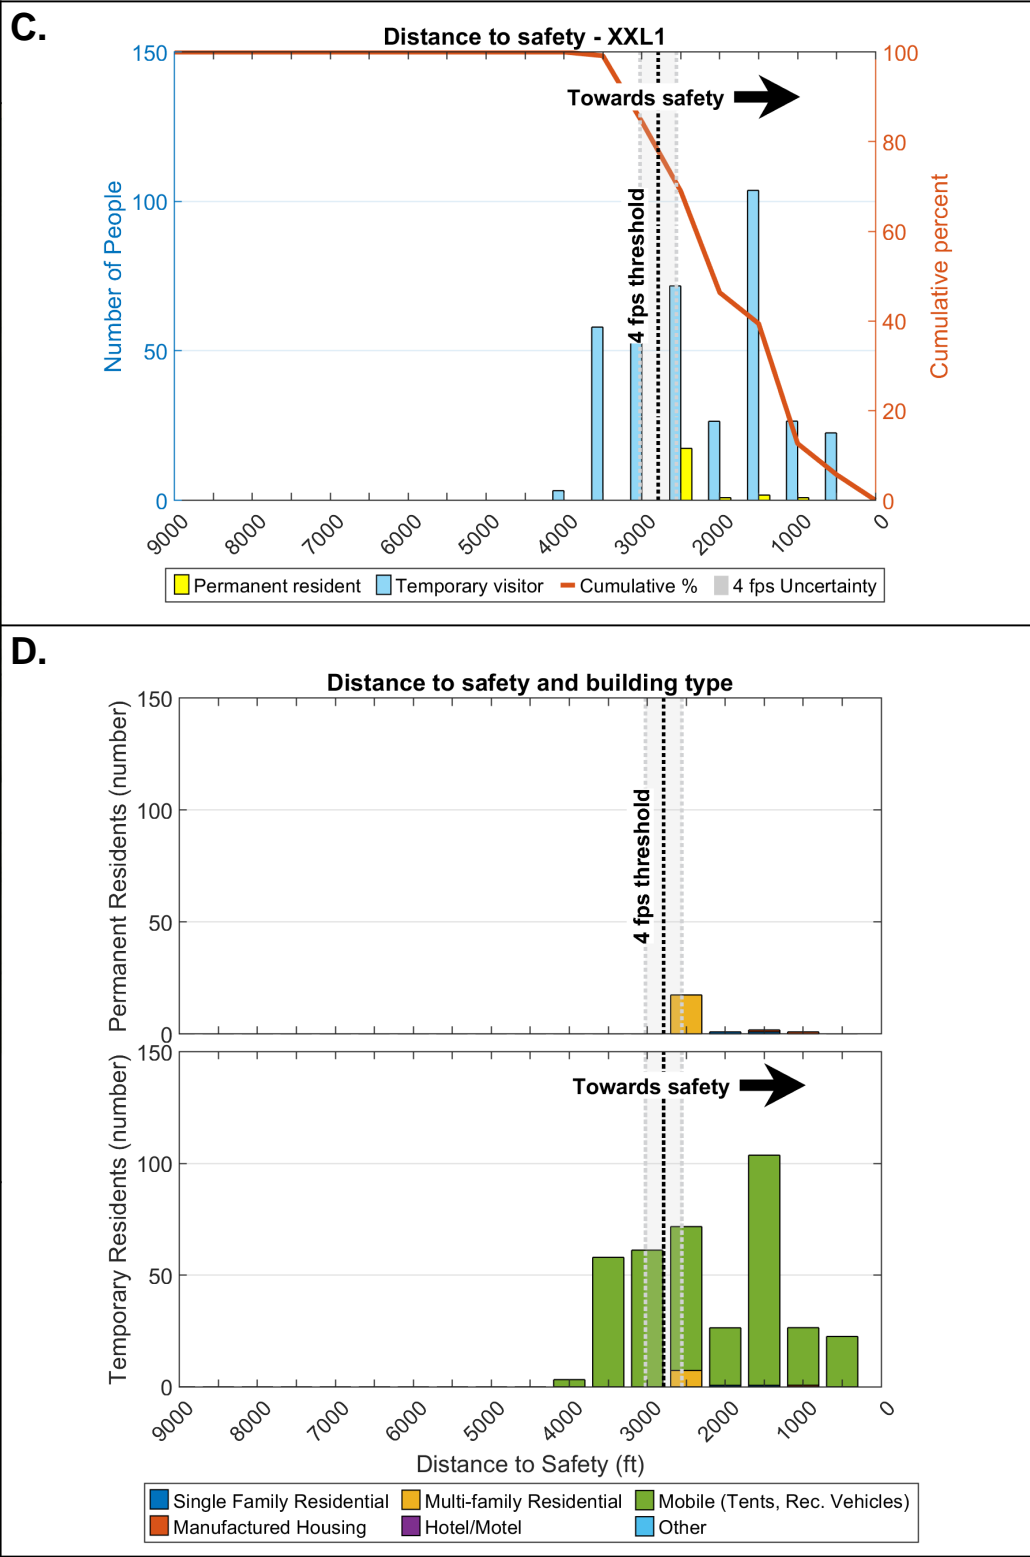 C.
Distance to safety - XXL1
150
100
50
0
Number of People
100
80
60
40
20
0
Cumulative percent
Towards safety
4 fps threshold
9000 8000 7000 6000 5000 4000 3000 2000 1000 0
Permanent resident Temporary visitor Cumulative % 4 fps Uncertainty
D.
Distance to safety and building type
150
100
50
0
Permanent Residents (number)
4 fps threshold
150
100
50
0
Temporary Residents (number)
Towards safety
9000 8000 7000 6000 5000 4000 3000 2000 1000 0
Distance to Safety (ft)
Single Family Residential Multi-family Residential Mobile (Tents, Rec. Vehicles)
Manufactured Housing Hotel/Motel Other